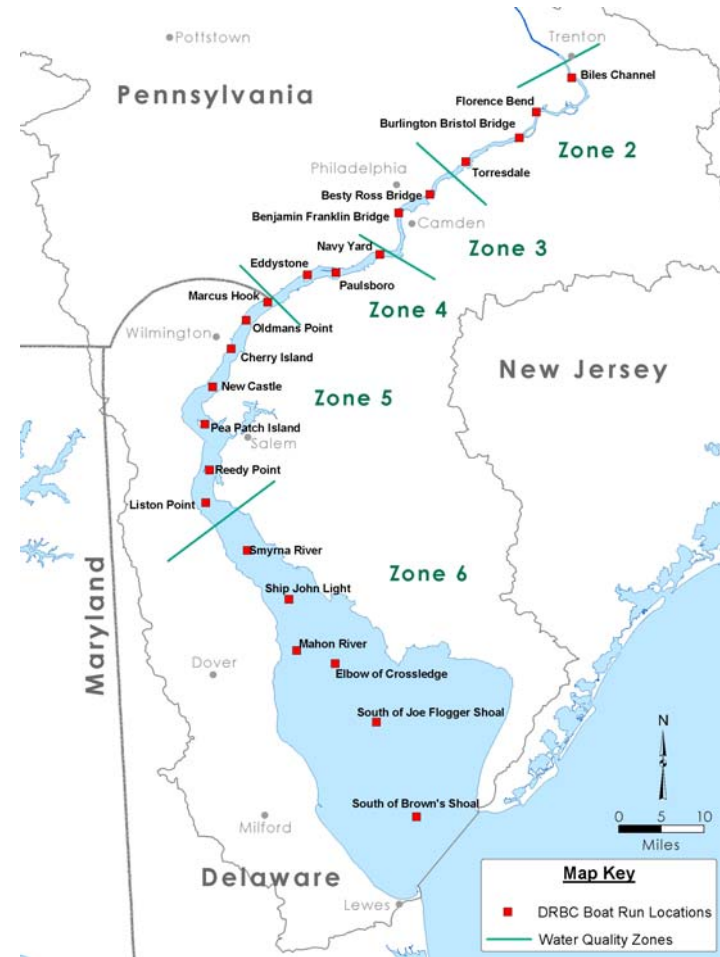 Pottstown
Trenton
Biles Channel
Pennsylvania
Florence Bend
Burlington Bristol Bridge
Zone 2
Philadelphia
Torresdale
Besty Ross Bridge
Benjamin Franklin Bridge
Camden
Navy Yard
Zone 3
Eddystone
Paulsboro
Marcus Hook
Zone 4
Oldmans Point
Wilmington
Cherry Island
New Jersey
New Castle
Zone 5
Pea Patch Island
Salem
Reedy Point
Liston Point
Smyrna River
Zone 6
Ship John Light
Maryland
Mahon River
Dover
Elbow of Crossledge
South of Joe Flogger Shoal
N
South of Brown's Shoal
0 5 10
Miles
Milford
Delaware
Lewes
Map Key
DRBC Boat Run Locations
Water Quality Zones